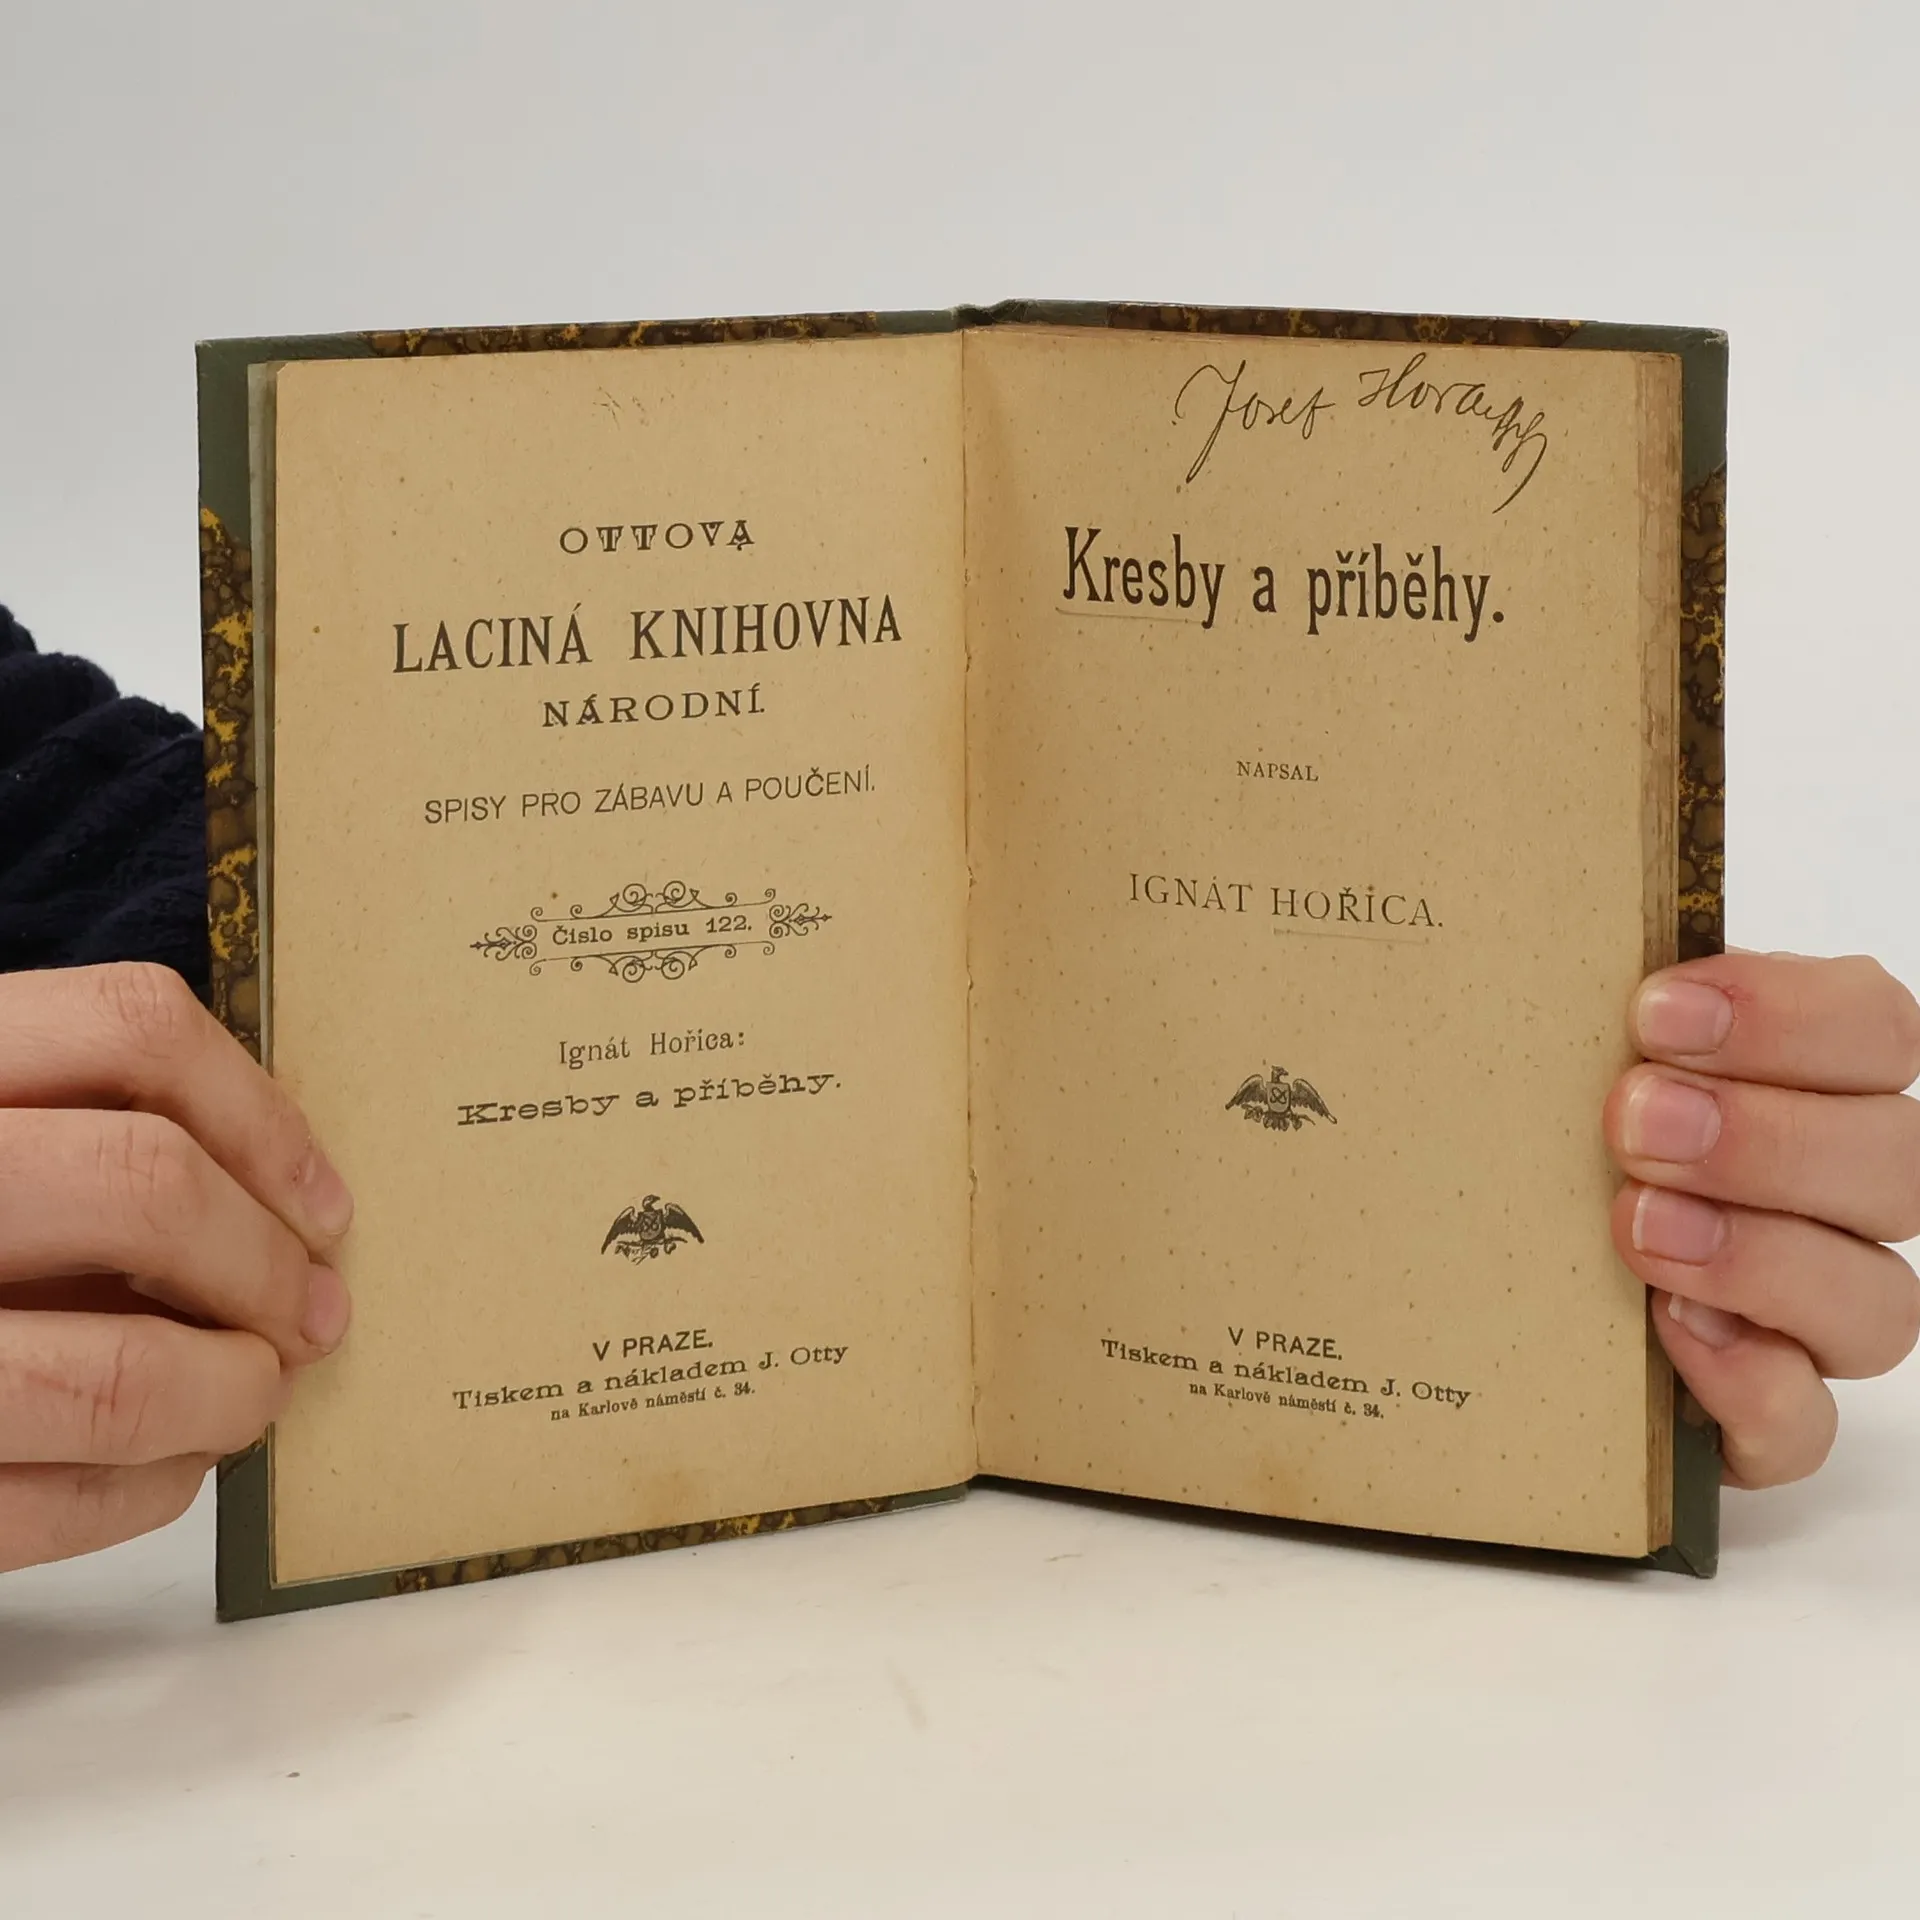 OTTOVA
LACINÁ KNIHOVNA
NÁRODNÍ.
SPISY PRO ZÁBAVU A POUČENÍ.
Čislo spisu 122.
Ignát Hořica:
Kresby a příběhy.
V PRAZE.
Tiskem a nákladem J. Otty
na Karlově náměstí č. 34.
Josef
Kresby a příběhy.
NAPSAL
IGNÁT HOŘICA.
V PRAZE.
Tiskem a nákladem J. Otty
na Karlově náměstí č. 34.